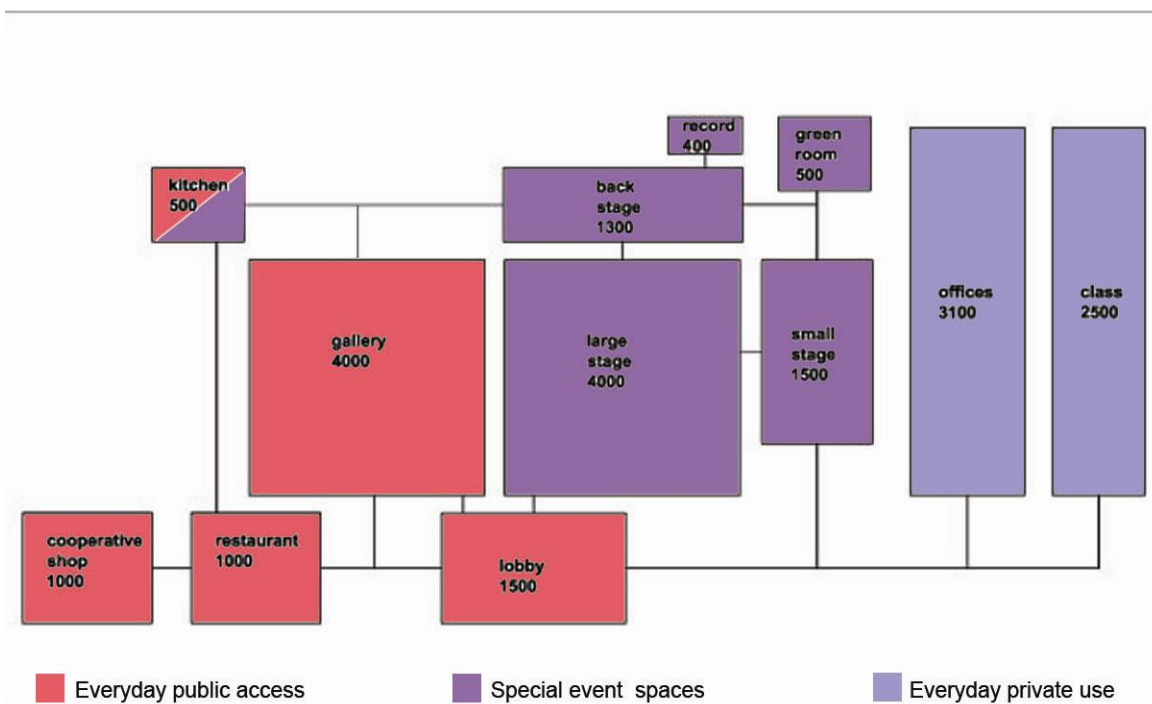 record
400
green
room
500
kitchen
500
back
stage
1300
offices
3100
class
2500
gallery
4000
large
stage
4000
small
stage
1500
cooperative
shop
1000
restaurant
1000
lobby
1500
Everyday public access
Special event spaces
Everyday private use